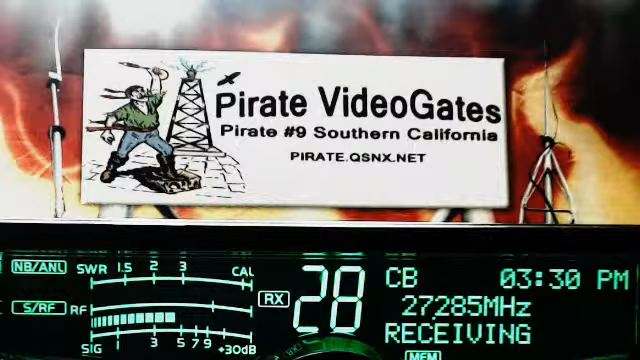 Pirate VideoGates
Pirate #9 Southern California
PIRATE.QSNX.NET
NB/ANL SWR 1.5 2 3 CAL
S/RF RF
SIG 1 3 5 7 9 +30dB
RX 28
CB 03:30 PM
27285MHz
RECEIVING
MEM